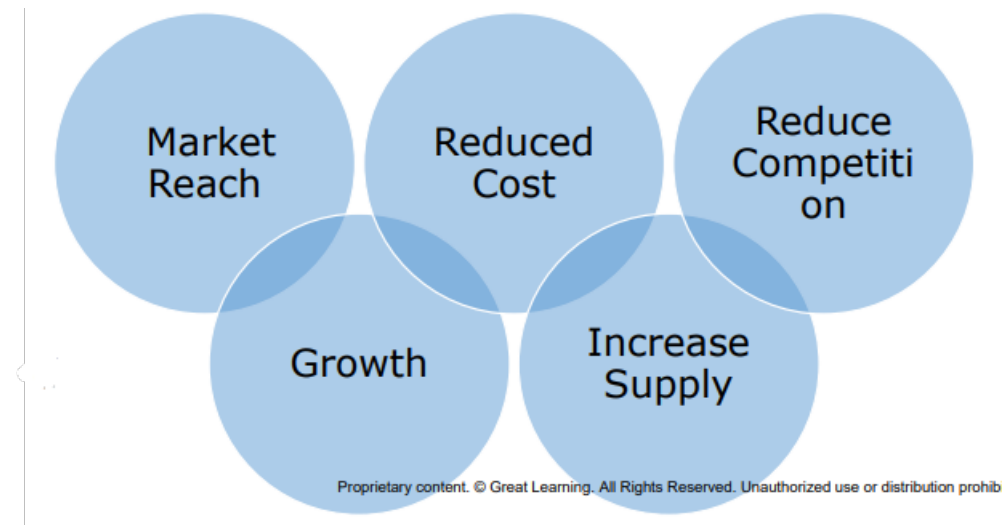 Market
Reach
Reduced
Cost
Reduce
Competiti
on
Growth
Increase
Supply
Proprietary content. © Great Learning. All Rights Reserved. Unauthorized use or distribution prohib